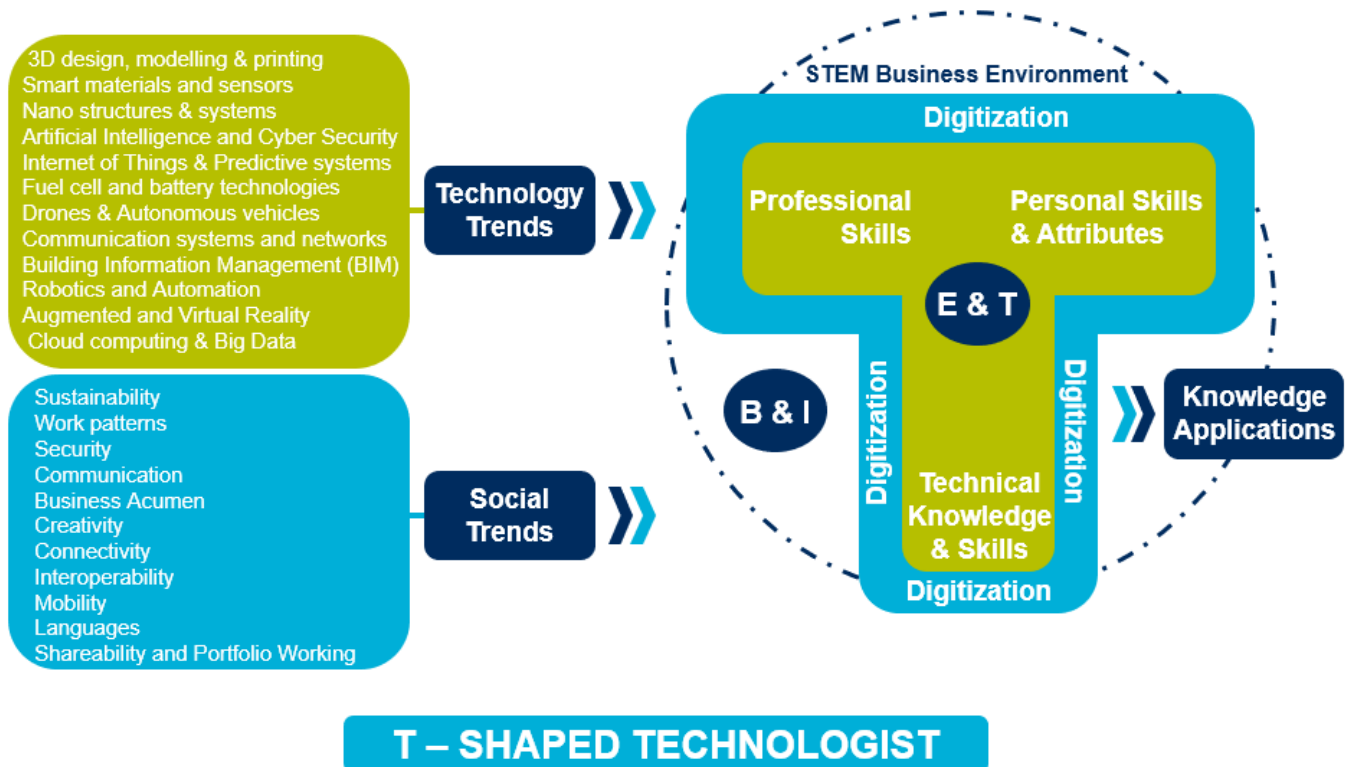 3D design, modelling & printing
Smart materials and sensors
Nano structures & systems
Artificial Intelligence and Cyber Security
Internet of Things & Predictive systems
Fuel cell and battery technologies
Drones & Autonomous vehicles
Communication systems and networks
Building Information Management (BIM)
Robotics and Automation
Augmented and Virtual Reality
Cloud computing & Big Data
Technology
Trends
Sustainability
Work patterns
Security
Communication
Business Acumen
Creativity
Connectivity
Interoperability
Mobility
Languages
Shareability and Portfolio Working
Social
Trends
STEM Business Environment
Digitization
Professional
Skills
Personal Skills
& Attributes
E & T
B & I
Digitization
Digitization
Technical
Knowledge
& Skills
Digitization
Knowledge
Applications
T – SHAPED TECHNOLOGIST